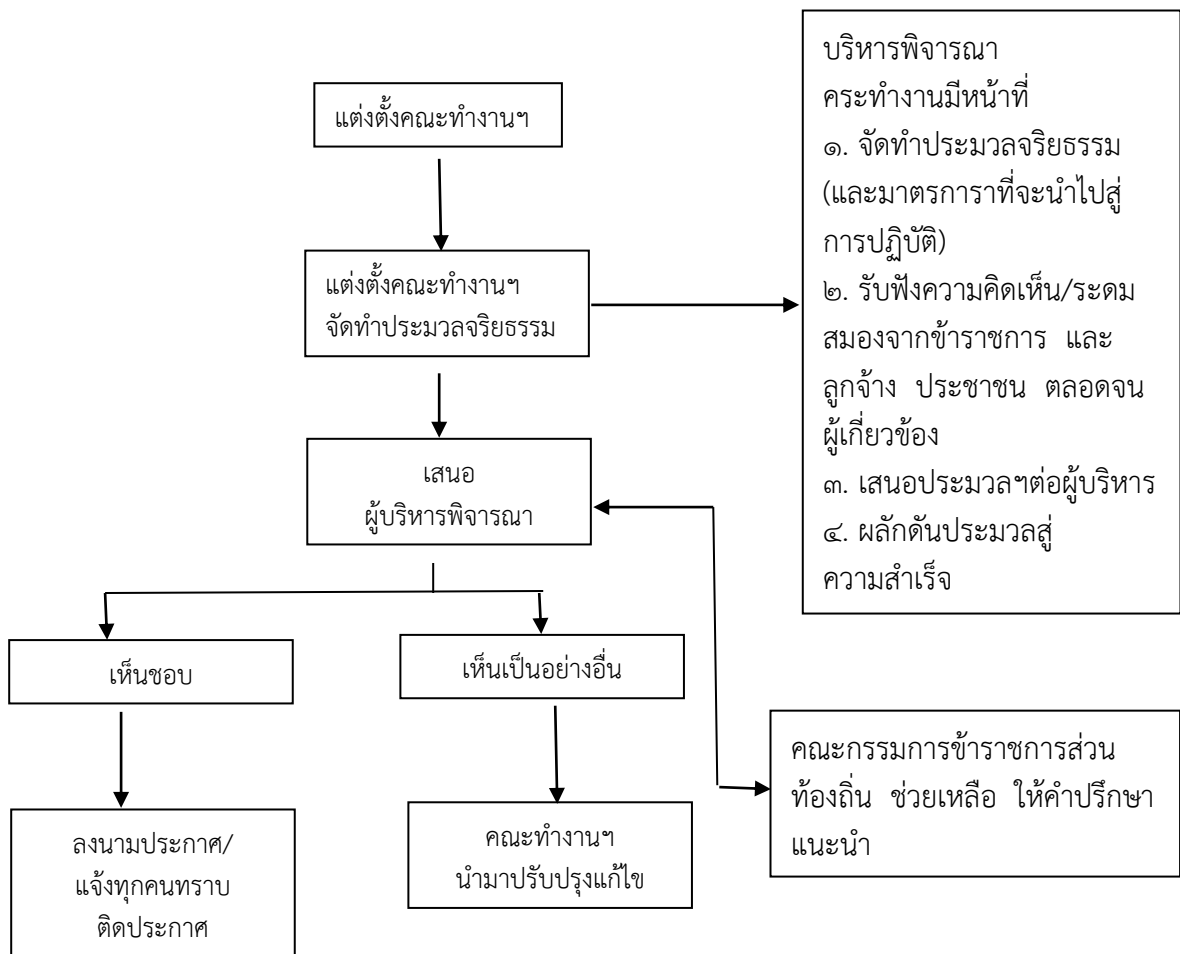 แต่งตั้งคณะทำงานฯ
แต่งตั้งคณะทำงานฯ
จัดทำประมวลจริยธรรม
บริหารพิจารณา
คระทำงานมีหน้าที่
๑. จัดทำประมวลจริยธรรม
(และมาตรการาที่จะนำไปสู่
การปฏิบัติ)
๒. รับฟังความคิดเห็น/ระดม
สมองจากข้าราชการ และ
ลูกจ้าง ประชาชน ตลอดจน
ผู้เกี่ยวข้อง
๓. เสนอประมวลฯต่อผู้บริหาร
๔. ผลักดันประมวลสู่
ความสำเร็จ
เสนอ
ผู้บริหารพิจารณา
เห็นชอบ
เห็นเป็นอย่างอื่น
คณะกรรมการข้าราชการส่วน
ท้องถิ่น ช่วยเหลือ ให้คำปรึกษา
แนะนำ
ลงนามประกาศ/
แจ้งทุกคนทราบ
ติดประกาศ
คณะทำงานฯ
นำมาปรับปรุงแก้ไข